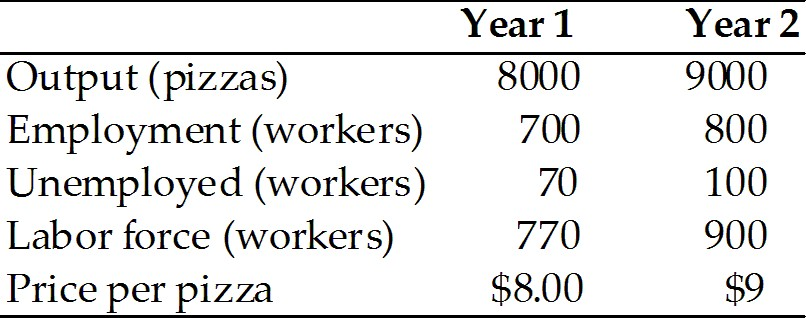 Year 1 Year 2
Output (pizzas) 8000 9000
Employment (workers) 700 800
Unemployed (workers) 70 100
Labor force (workers) 770 900
Price per pizza $8.00 $9